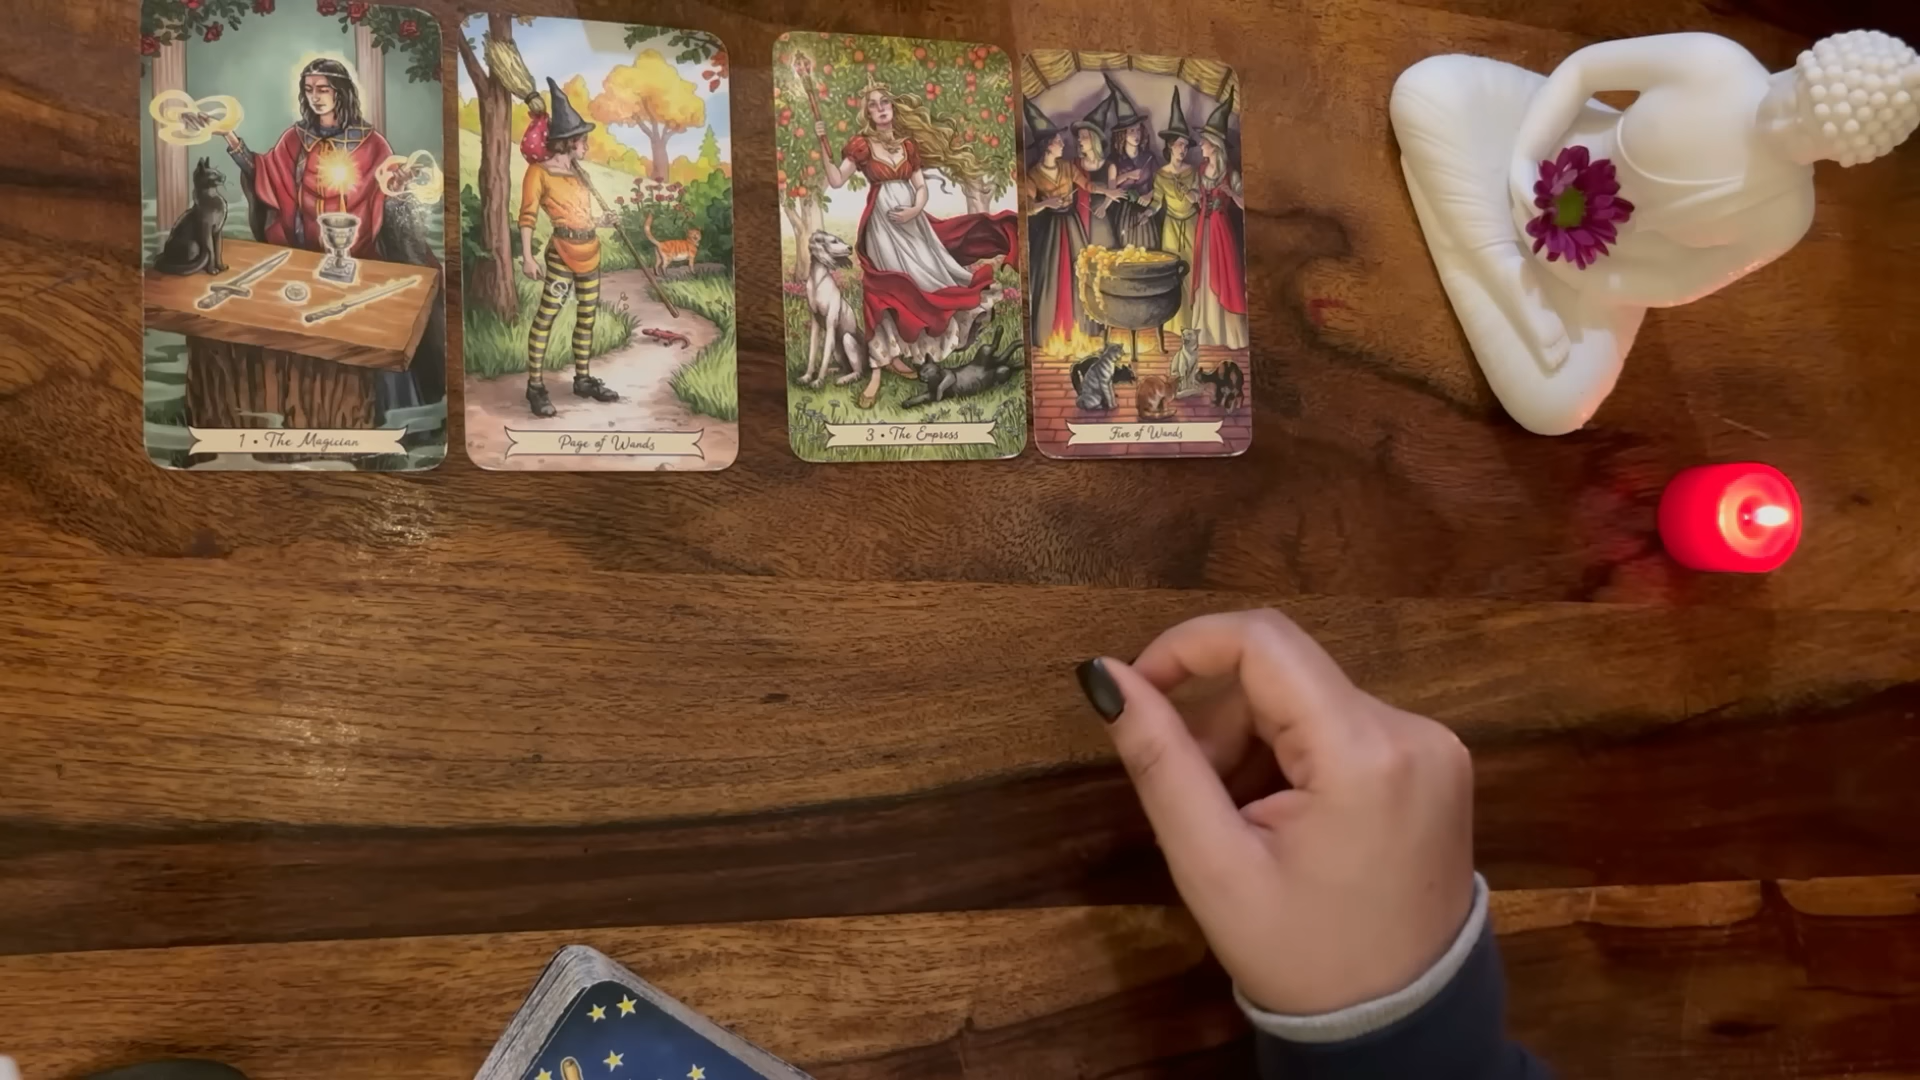 1 • The Magician
Page of Wands
3 • The Empress
Five of Wands